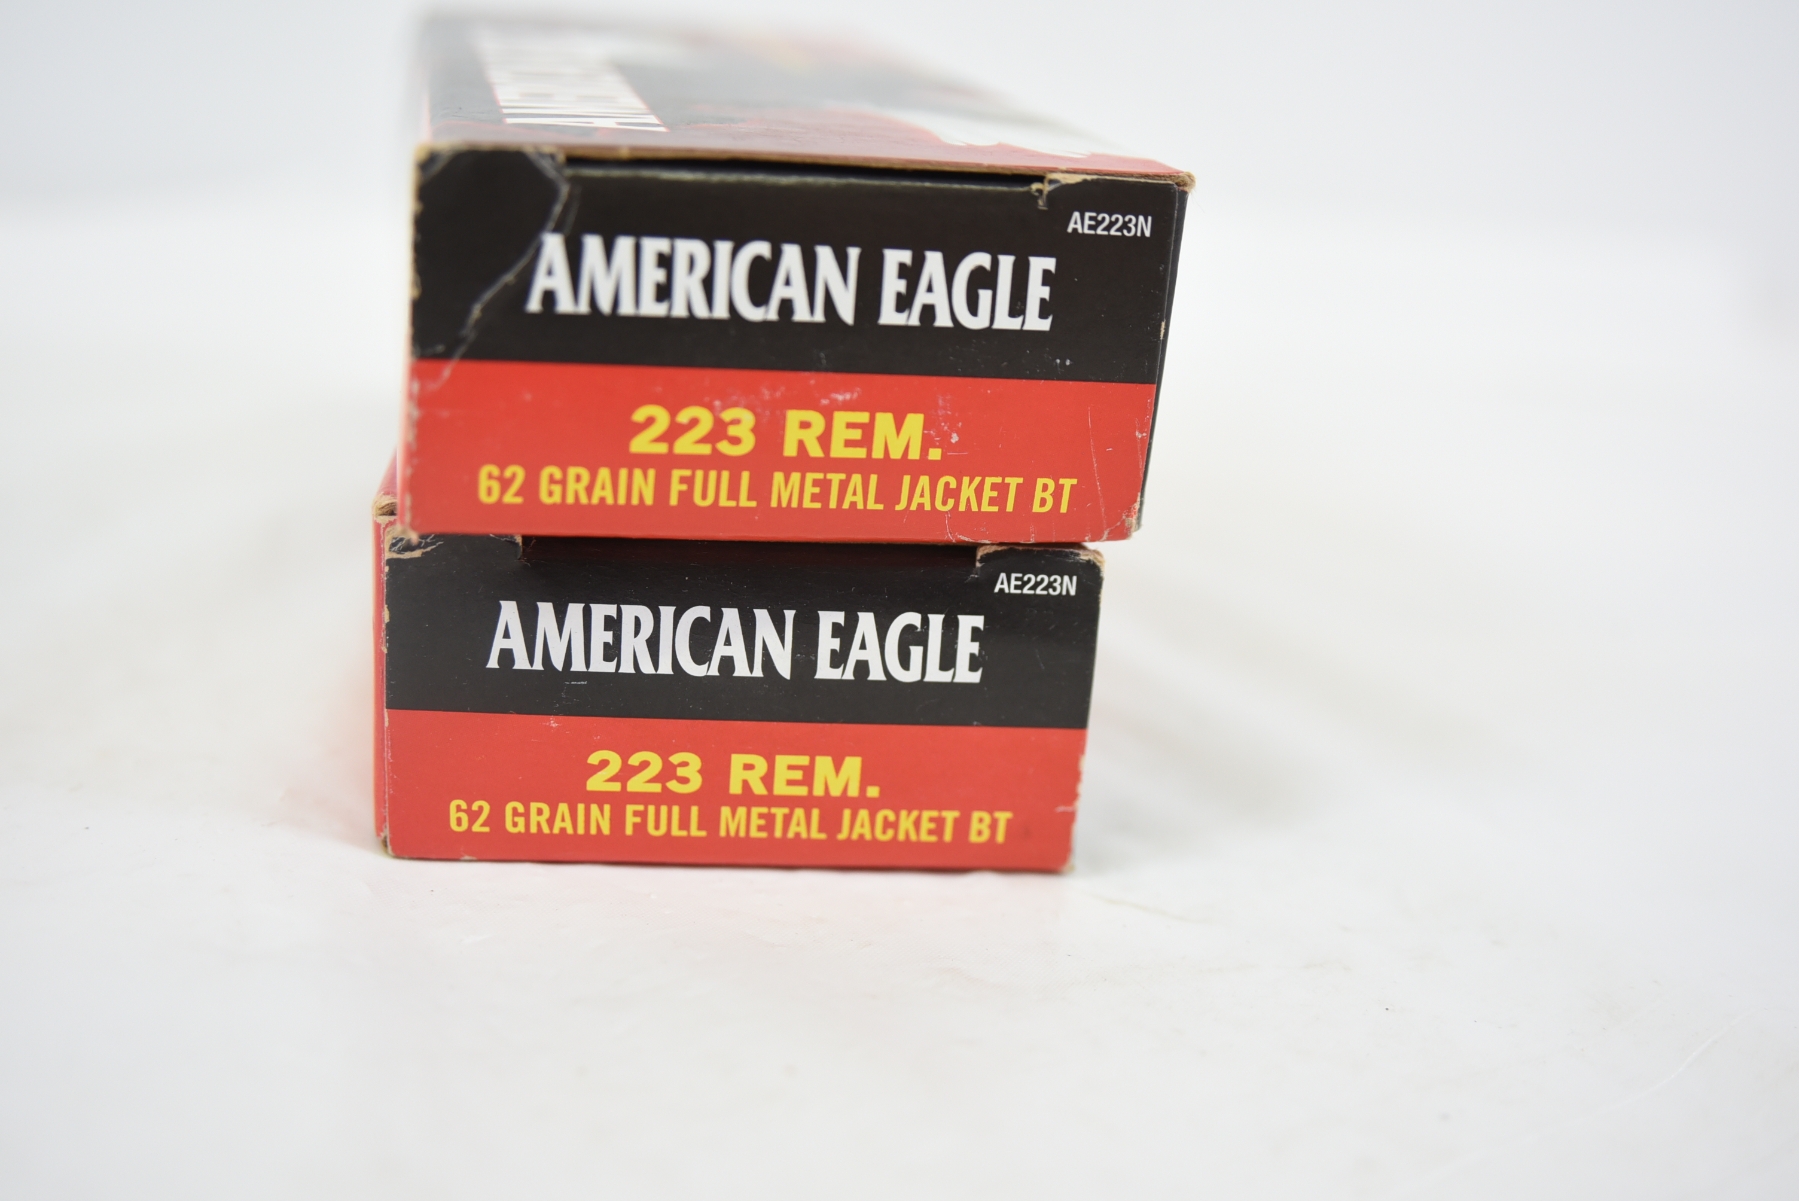 AE223N
AMERICAN EAGLE
223 REM.
62 GRAIN FULL METAL JACKET BT
AE223N
AMERICAN EAGLE
223 REM.
62 GRAIN FULL METAL JACKET BT